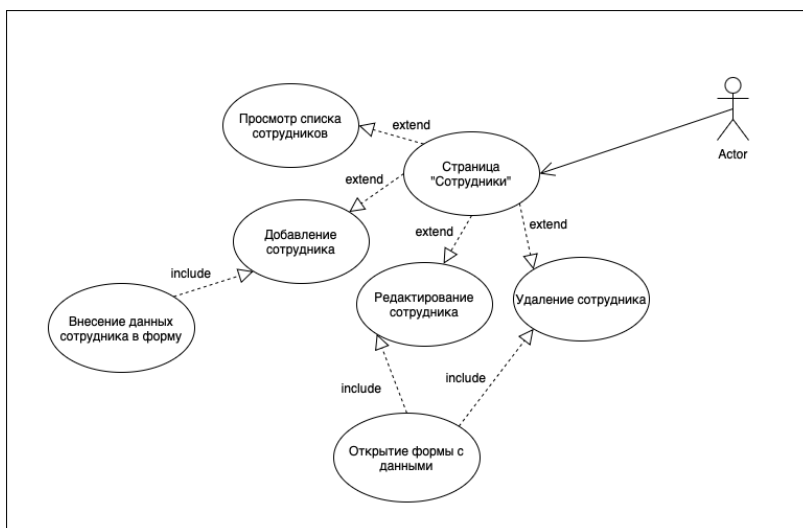 Просмотр списка
сотрудников
extend
Actor
Страница
"Сотрудники"
extend
Добавление
сотрудника
extend
extend
include
Редактирование
сотрудника
Удаление сотрудника
Внесение данных
сотрудника в форму
include
include
Открытие формы с
данными